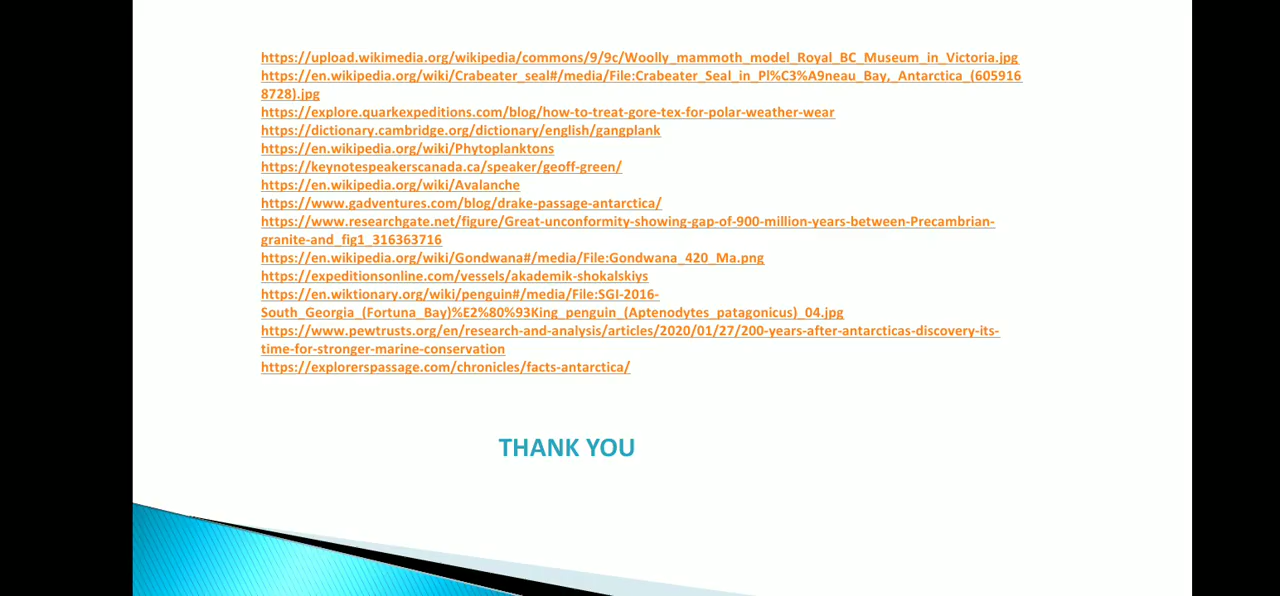 https://upload.wikimedia.org/wikipedia/commons/9/9c/Woolly_mammoth_model_Royal_BC_Museum_in_Victoria.jpg
https://en.wikipedia.org/wiki/Crabeater_seal#/media/File:Crabeater_Seal_in_Pl%C3%A9neau_Bay,_Antarctica_(605916
8728).jpg
https://explore.quarkexpeditions.com/blog/how-to-treat-gore-tex-for-polar-weather-wear
https://dictionary.cambridge.org/dictionary/english/gangplank
https://en.wikipedia.org/wiki/Phytoplanktons
https://keynotespeakerscanada.ca/speaker/geoff-green/
https://en.wikipedia.org/wiki/Avalanche
https://www.gadventures.com/blog/drake-passage-antarctica/
https://www.researchgate.net/figure/Great-unconformity-showing-gap-of-900-million-years-between-Precambrian-
granite-and_fig1_316363716
https://en.wikipedia.org/wiki/Gondwana#/media/File:Gondwana_420_Ma.png
https://expeditionsonline.com/vessels/akademik-shokalskiys
https://en.wiktionary.org/wiki/penguin#/media/File:SGI-2016-
South_Georgia_(Fortuna_Bay)%E2%80%93King_penguin_(Aptenodytes_patagonicus)_04.jpg
https://www.pewtrusts.org/en/research-and-analysis/articles/2020/01/27/200-years-after-antarcticas-discovery-its-
time-for-stronger-marine-conservation
https://explorerspassage.com/chronicles/facts-antarctica/
THANK YOU